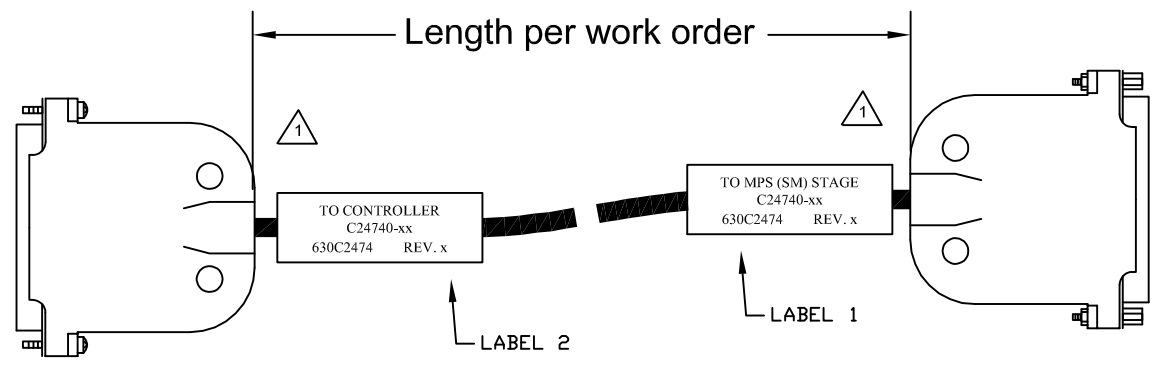 Length per work order
1
1
TO CONTROLLER
C24740-xx
630C2474 REV. x
TO MPS (SM) STAGE
C24740-xx
630C2474 REV. x
LABEL 1
LABEL 2